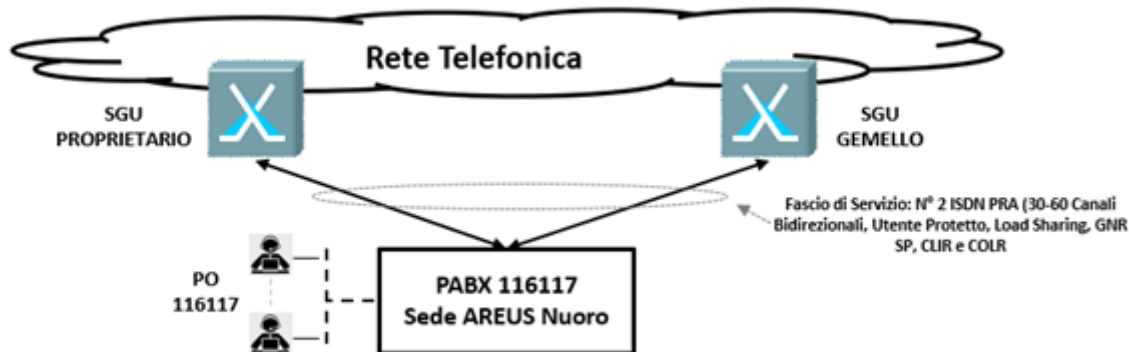 Rete Telefonica
SGU
PROPRIETARIO
SGU
GEMELLO
Fascio di Servizio: N° 2 ISDN PRA (30-60 Canali
Bidirezionali, Utente Protetto, Load Sharing, GNR
SP, CLIR e COLR
PO
116117
PABX 116117
Sede AREUS Nuoro